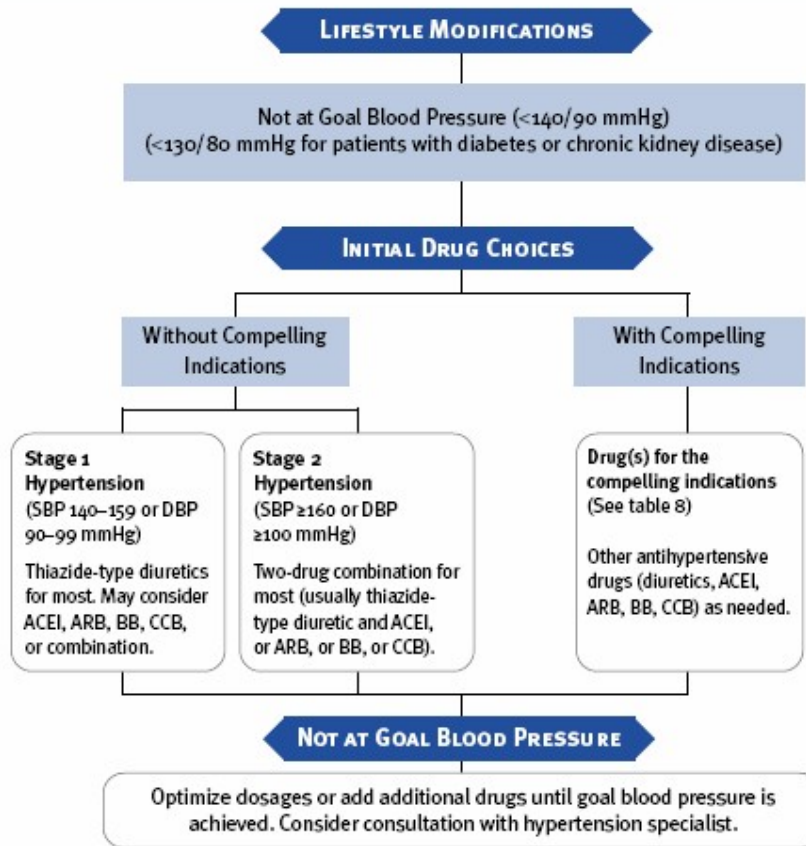 LIFESTYLE MODIFICATIONS
Not at Goal Blood Pressure (<140/90 mmHg)
(<130/80 mmHg for patients with diabetes or chronic kidney disease)
INITIAL DRUG CHOICES
Without Compelling
Indications
With Compelling
Indications
Stage 1
Hypertension
(SBP 140–159 or DBP
90–99 mmHg)
Thiazide-type diuretics
for most. May consider
ACEI, ARB, BB, CCB,
or combination.
Stage 2
Hypertension
(SBP ≥160 or DBP
≥100 mmHg)
Two-drug combination for
most (usually thiazide-
type diuretic and ACEI,
or ARB, or BB, or CCB).
Drug(s) for the
compelling indications
(See table 8)
Other antihypertensive
drugs (diuretics, ACEI,
ARB, BB, CCB) as needed.
NOT AT GOAL BLOOD PRESSURE
Optimize dosages or add additional drugs until goal blood pressure is
achieved. Consider consultation with hypertension specialist.